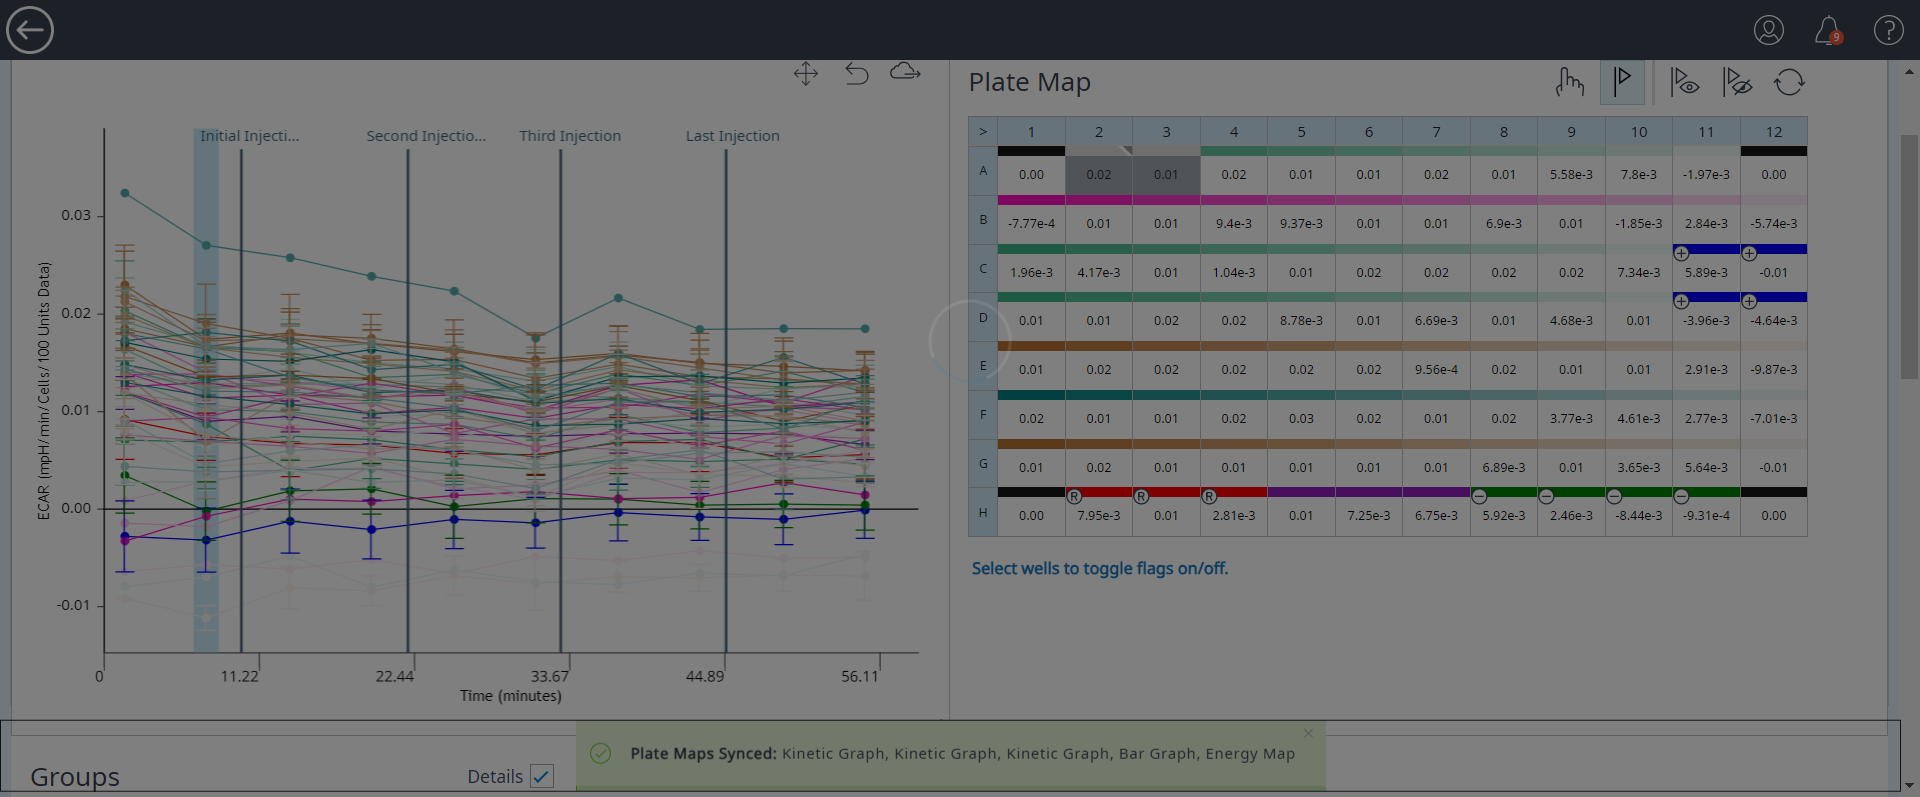 9
?
Initial Injecti...
Second Injectio...
Third Injection
Last Injection
ECAR (mpH/min/Cells/100 Units Data)
0.03
0.02
0.01
0.00
-0.01
0 11.22 22.44 33.67 44.89 56.11
Time (minutes)
Plate Map
> 1 2 3 4 5 6 7 8 9 10 11 12
A 0.00 0.02 0.01 0.02 0.01 0.01 0.02 0.01 5.58e-3 7.8e-3 -1.97e-3 0.00
B -7.77e-4 0.01 0.01 9.4e-3 9.37e-3 0.01 0.01 6.9e-3 0.01 -1.85e-3 2.84e-3 -5.74e-3
+ +
C 1.96e-3 4.17e-3 0.01 1.04e-3 0.01 0.02 0.02 0.02 0.02 7.34e-3 5.89e-3 -0.01
+ +
D 0.01 0.01 0.02 0.02 8.78e-3 0.01 6.69e-3 0.01 4.68e-3 0.01 -3.96e-3 -4.64e-3
E 0.01 0.02 0.02 0.02 0.02 0.02 9.56e-4 0.02 0.01 0.01 2.91e-3 -9.87e-3
F 0.02 0.01 0.01 0.02 0.03 0.02 0.01 0.02 3.77e-3 4.61e-3 2.77e-3 -7.01e-3
G 0.01 0.02 0.01 0.01 0.01 0.01 0.01 6.89e-3 0.01 3.65e-3 5.64e-3 -0.01
R R R − − − −
H 0.00 7.95e-3 0.01 2.81e-3 0.01 7.25e-3 6.75e-3 5.92e-3 2.46e-3 -8.44e-3 -9.31e-4 0.00
Select wells to toggle flags on/off.
Plate Maps Synced: Kinetic Graph, Kinetic Graph, Kinetic Graph, Bar Graph, Energy Map
Groups
Details